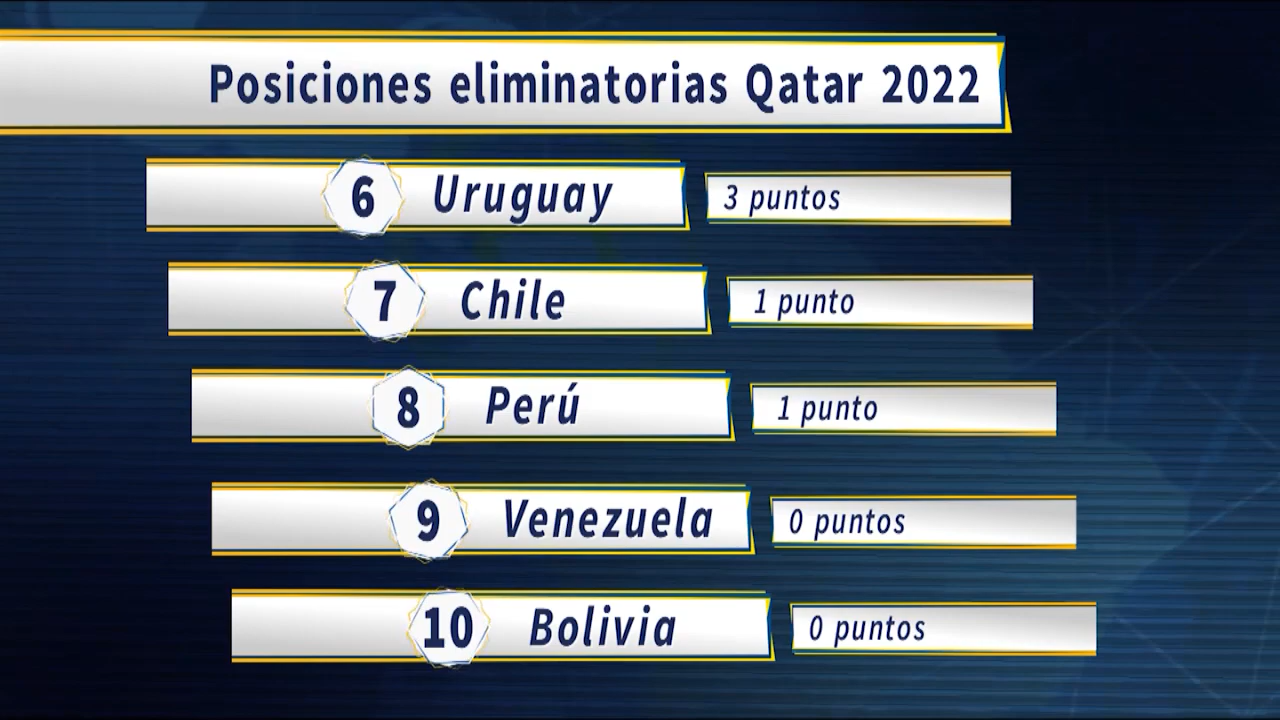 Posiciones eliminatorias Qatar 2022
6 Uruguay 3 puntos
7 Chile 1 punto
8 Perú 1 punto
9 Venezuela 0 puntos
10 Bolivia 0 puntos